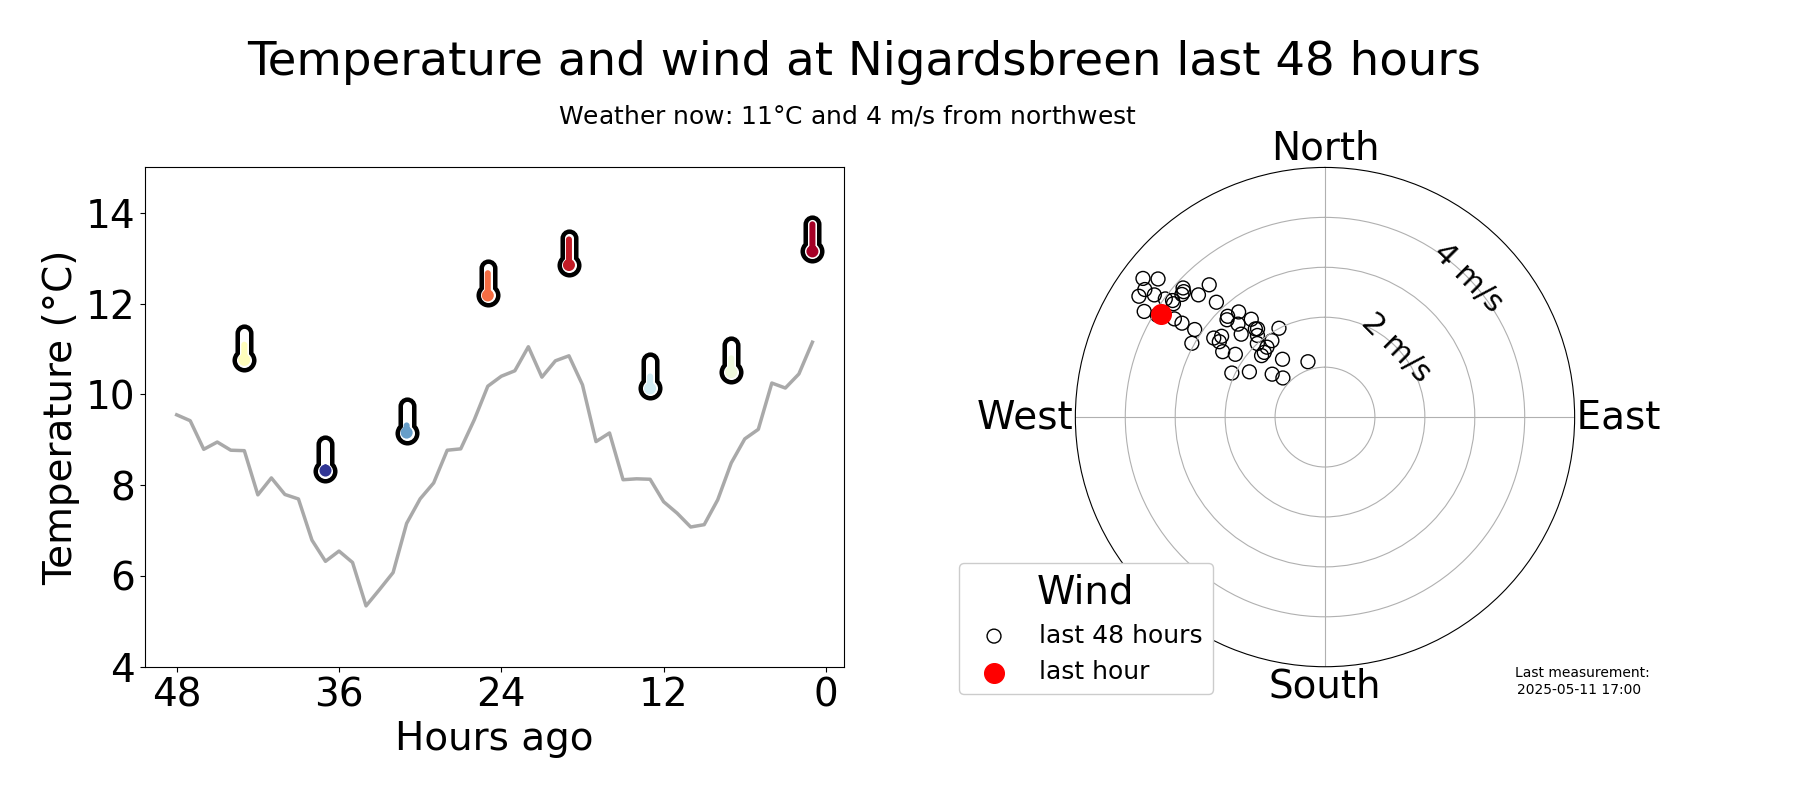 Temperature and wind at Nigardsbreen last 48 hours
Weather now: 11°C and 4 m/s from northwest
Temperature (°C)
14
12
10
8
6
4
48 36 24 12 0
Hours ago
North
4 m/s
2 m/s
West
East
South
Wind
last 48 hours
last hour
Last measurement:
2025-05-11 17:00